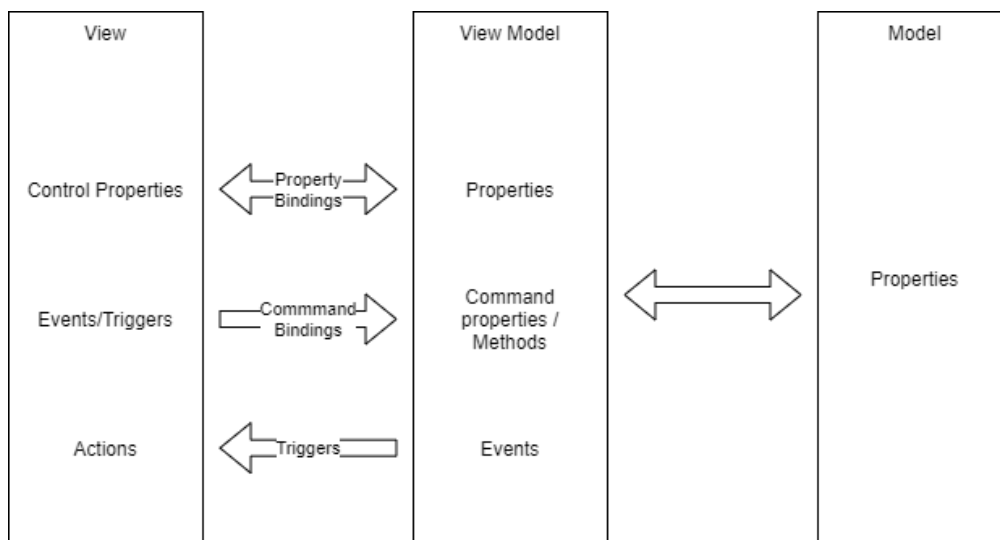 View
View Model
Model
Control Properties
Property
Bindings
Properties
Properties
Events/Triggers
Commmand
Bindings
Command
properties /
Methods
Actions
Triggers
Events